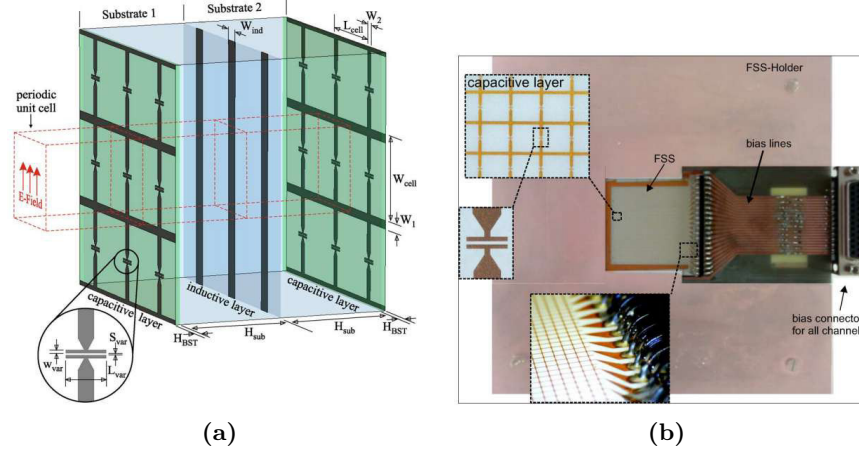 Substrate 1
Substrate 2
W_ind
L_cell
W_2
periodic
unit cell
E-Field
W_cell
W_1
capacitive layer
inductive layer
capacitive layer
H_BST
H_sub
H_sub
H_BST
S_var
w_var
L_var
(a)
capacitive layer
FSS-Holder
FSS
bias lines
bias connector
for all channel
(b)